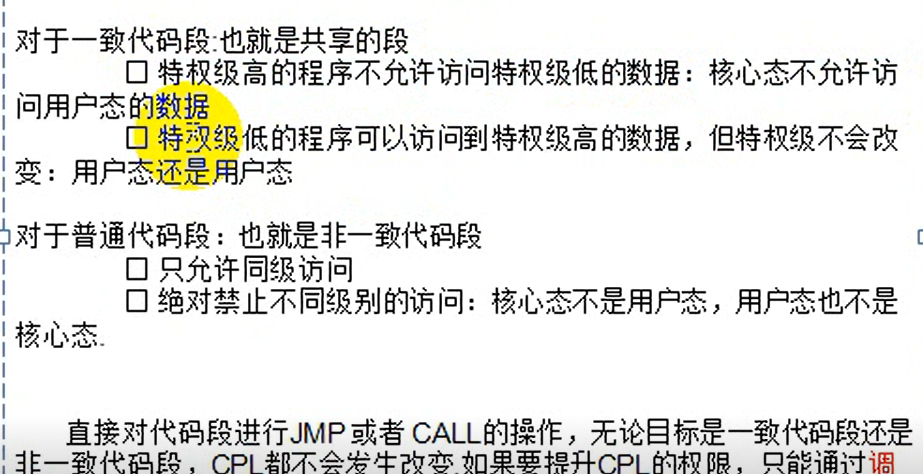 对于一致代码段:也就是共享的段
□ 特权级高的程序不允许访问特权级低的数据：核心态不允许访
问用户态的数据
□ 特权级低的程序可以访问到特权级高的数据，但特权级不会改
变：用户态还是用户态
对于普通代码段：也就是非一致代码段
□ 只允许同级访问
□ 绝对禁止不同级别的访问：核心态不是用户态，用户态也不是
核心态.
直接对代码段进行JMP 或者 CALL的操作，无论目标是一致代码段还是
非一致代码段，CPL都不会发生改变.如果要提升CPL的权限，只能通过调